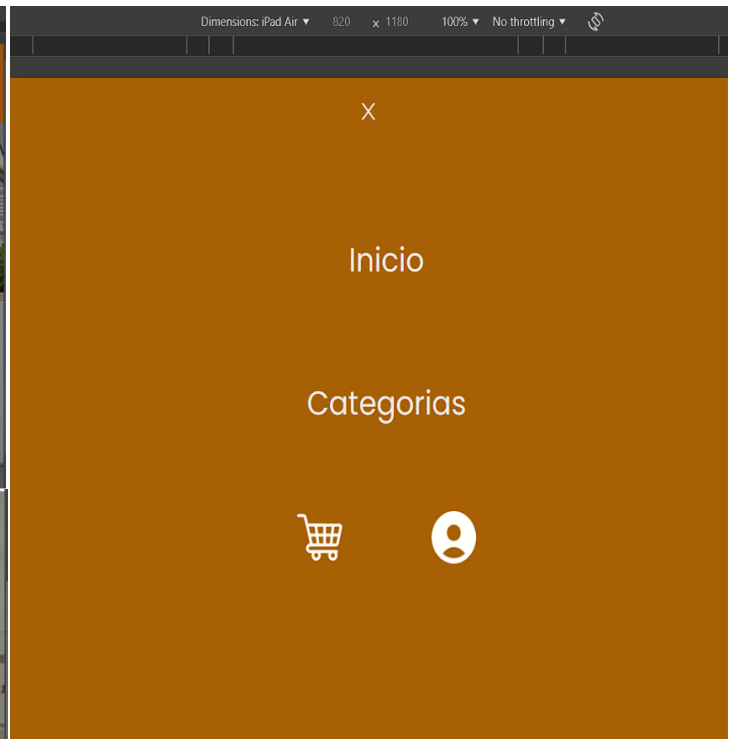 Dimensions: iPad Air ▼ 820 x 1180 100% ▼ No throttling ▼
X
Inicio
Categorias